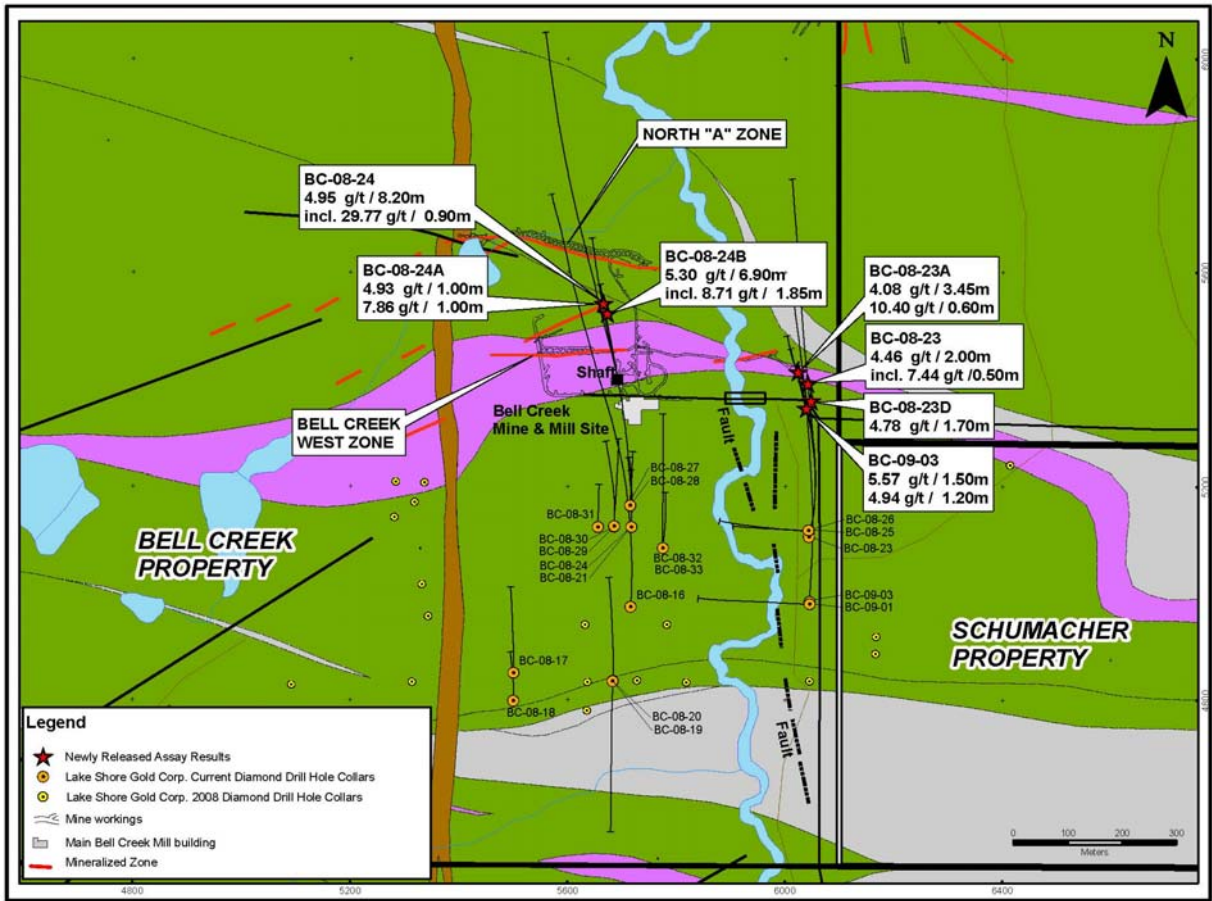 N
NORTH "A" ZONE
BC-08-24
4.95 g/t / 8.20m
incl. 29.77 g/t / 0.90m
BC-08-24A
4.93 g/t / 1.00m
7.86 g/t / 1.00m
BC-08-24B
5.30 g/t / 6.90m
incl. 8.71 g/t / 1.85m
BC-08-23A
4.08 g/t / 3.45m
10.40 g/t / 0.60m
BC-08-23
4.46 g/t / 2.00m
incl. 7.44 g/t /0.50m
BC-08-23D
4.78 g/t / 1.70m
BC-09-03
5.57 g/t / 1.50m
4.94 g/t / 1.20m
Shaft
BELL CREEK
WEST ZONE
Bell Creek
Mine & Mill Site
Fault
BC-08-27
BC-08-28
BC-08-31
BC-08-30
BC-08-29
BC-08-24
BC-08-21
BC-08-32
BC-08-33
BC-08-26
BC-08-25
BC-08-23
BC-08-16
BC-09-03
BC-09-01
BELL CREEK
PROPERTY
SCHUMACHER
PROPERTY
BC-08-17
BC-08-18
BC-08-20
BC-08-19
Fault
Legend
Newly Released Assay Results
Lake Shore Gold Corp. Current Diamond Drill Hole Collars
Lake Shore Gold Corp. 2008 Diamond Drill Hole Collars
Mine workings
Main Bell Creek Mill building
Mineralized Zone
0 100 200 300
Meters
4800 5200 5600 6000 6400
6000
5600
5200
4800